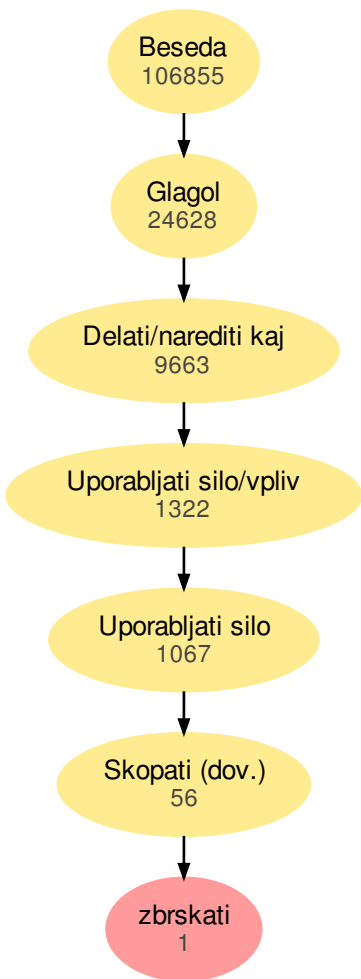 Beseda
106855
Glagol
24628
Delati/narediti kaj
9663
Uporabljati silo/vpliv
1322
Uporabljati silo
1067
Skopati (dov.)
56
zbrskati
1